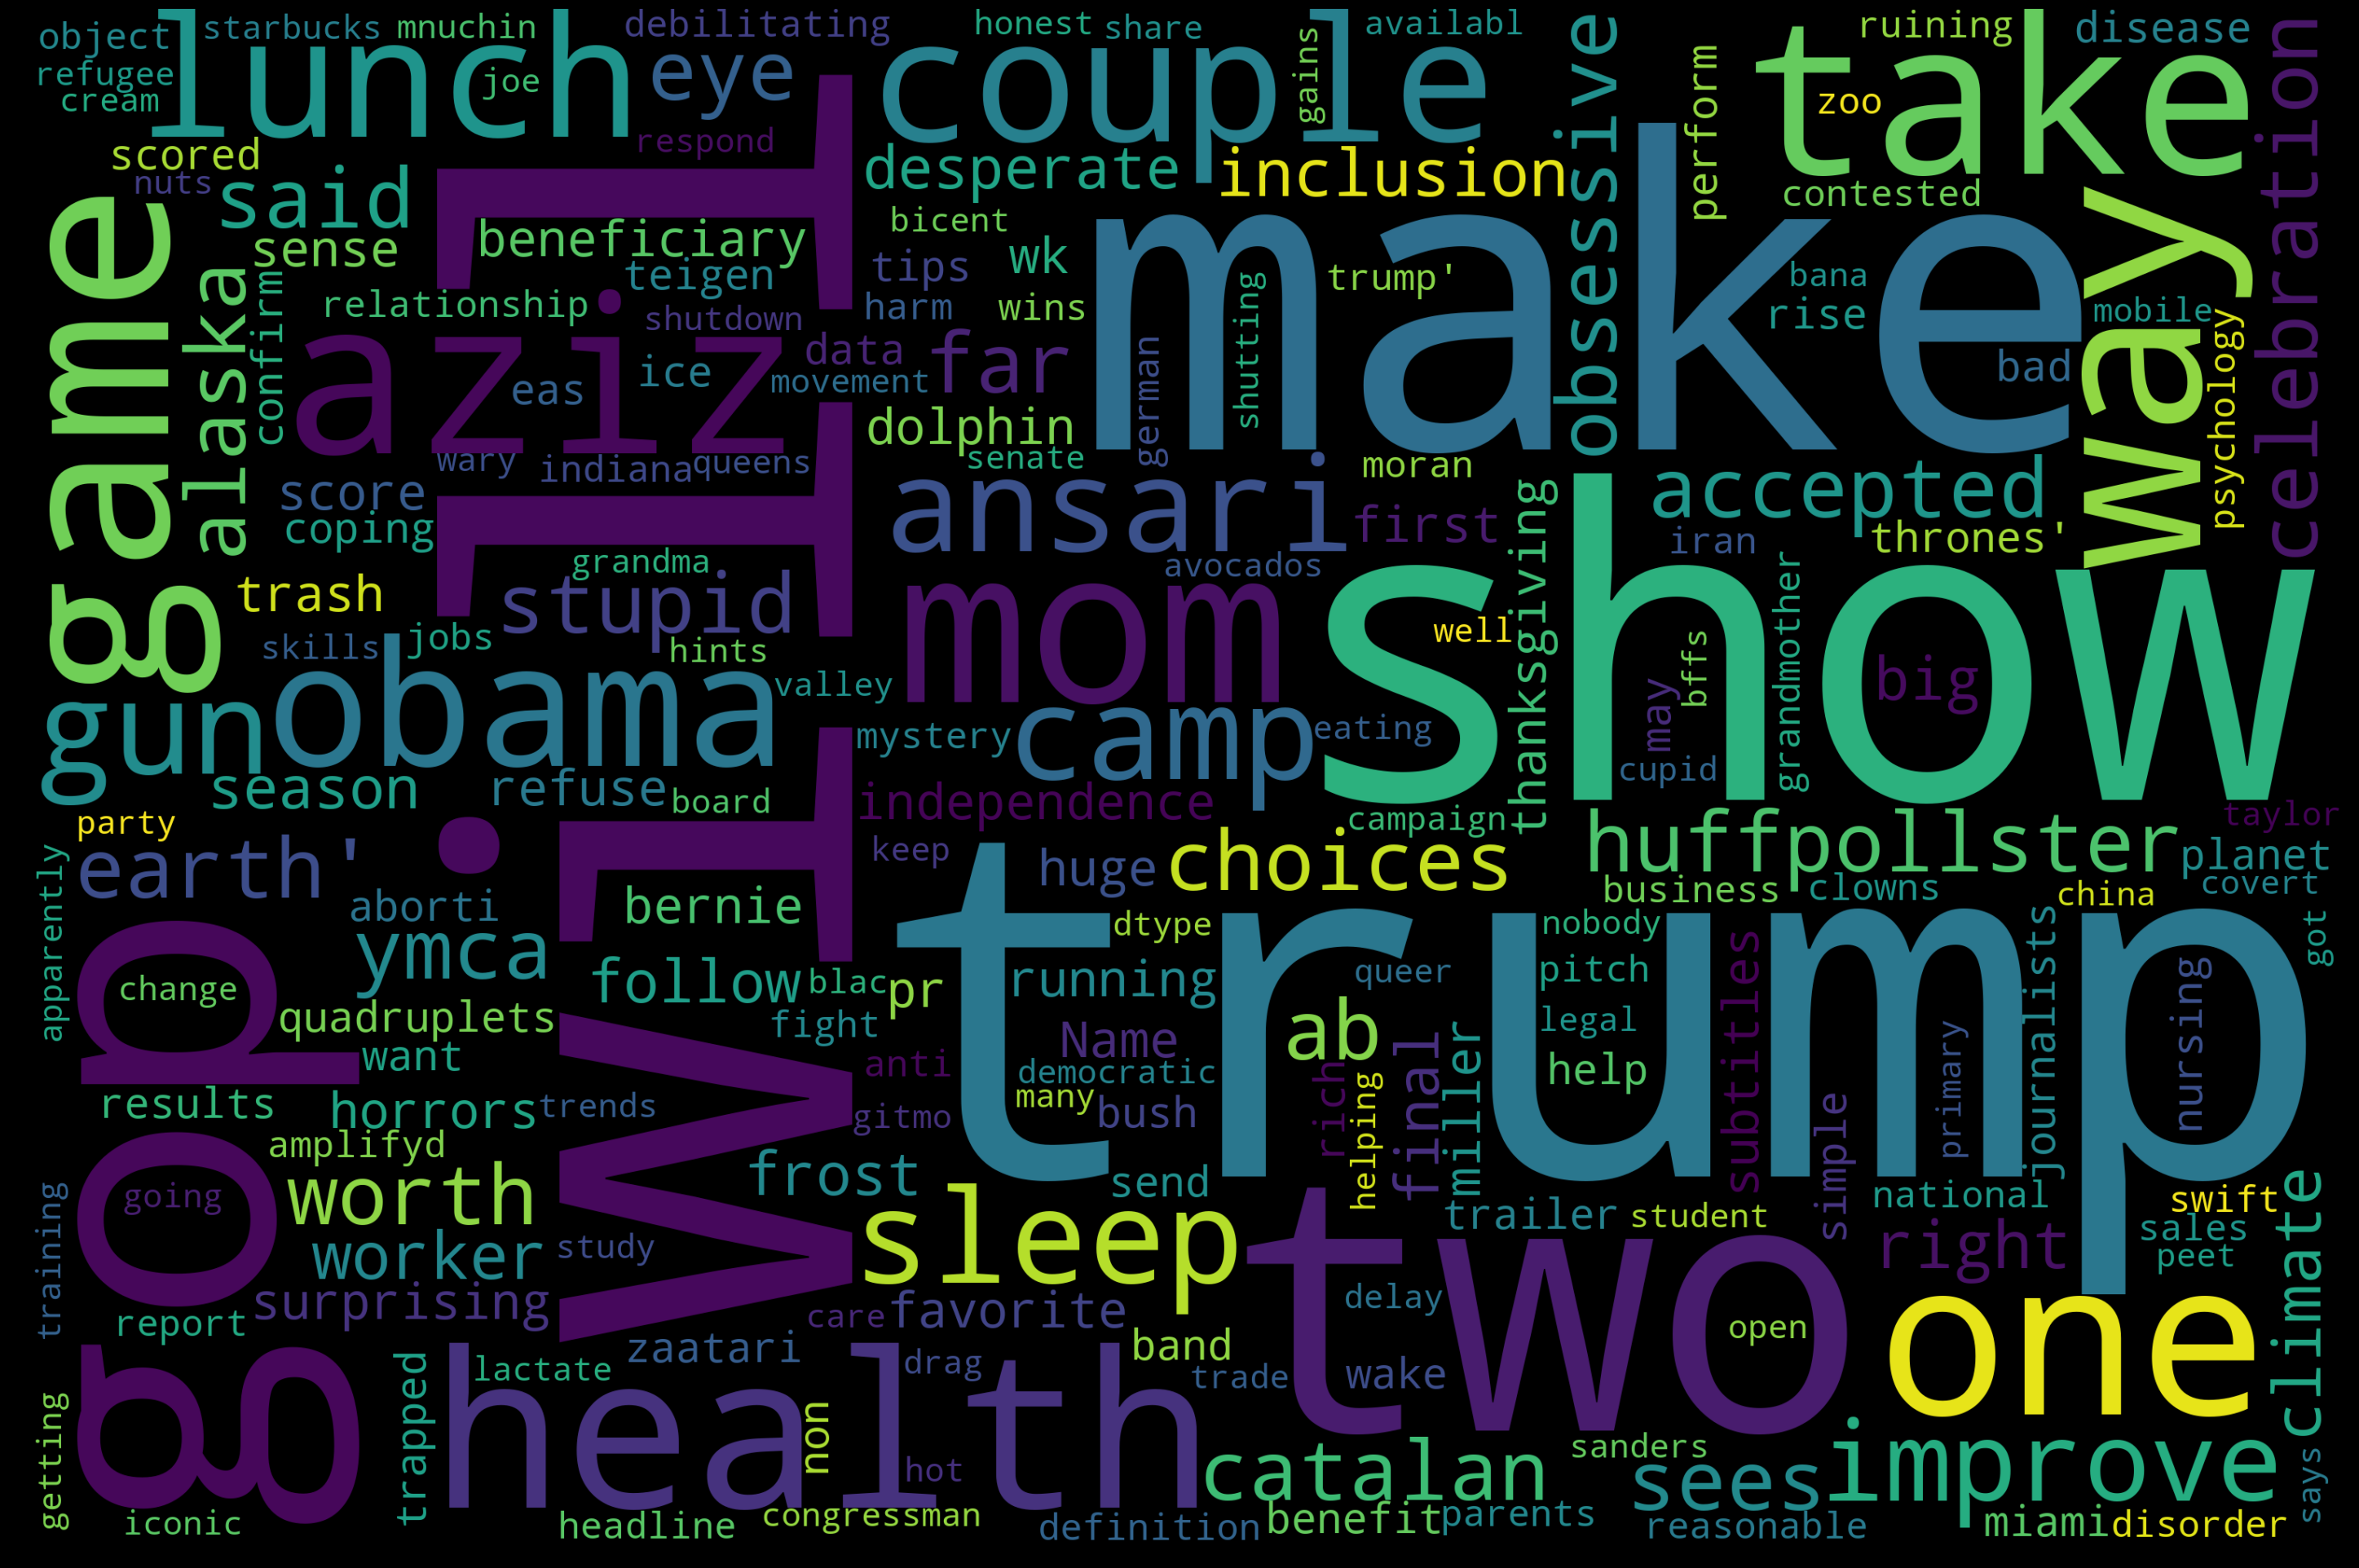 object
starbucks
mnuchin
debilitating
honest
share
availabl
ruining
disease
refugee
cream
lunch
joe
eye
couple
gains
obsessive
take
perform
zoo
celebration
respond
scored
nuts
said
desperate
inclusion
contested
will
make
way
game
sense
beneficiary
bicent
wk
tips
trump'
bana
alaska
confirm
relationship
teigen
shutdown
harm
wins
shutting
rise
mobile
psychology
aziz
eas
ice
data
movement
far
german
bad
dolphin
senate
moran
wary
indiana
queens
score
coping
ansari
first
thanksgiving
accepted
iran
thrones'
grandma
avocados
show
trash
stupid
mom
well
bffs
grandmother
skills
jobs
hints
obama
valley
may
big
gun
mystery
camp
eating
cupid
season
refuse
board
independence
campaign
party
taylor
earth'
keep
huge
choices
huffpollster
planet
apparently
aborti
bernie
business
clowns
china
covert
trump
ymca
dtype
nobody
got
good
change
follow
blac
pr
running
queer
pitch
subtitles
journalists
nursing
quadruplets
fight
Name
ab
legal
want
anti
democratic
final
miller
help
primary
results
horrors
trends
gitmo
many
bush
rich
helping
simple
amplifyd
training
going
worth
frost
send
national
swift
climate
worker
study
sleep
two
trailer
student
right
sales
peet
surprising
report
care
favorite
delay
open
one
zaatari
band
trapped
lactate
drag
trade
wake
getting
health
non
hot
catalan
sanders
sees
improve
says
iconic
headline
congressman
definition
benefit
parents
reasonable
miami
disorder